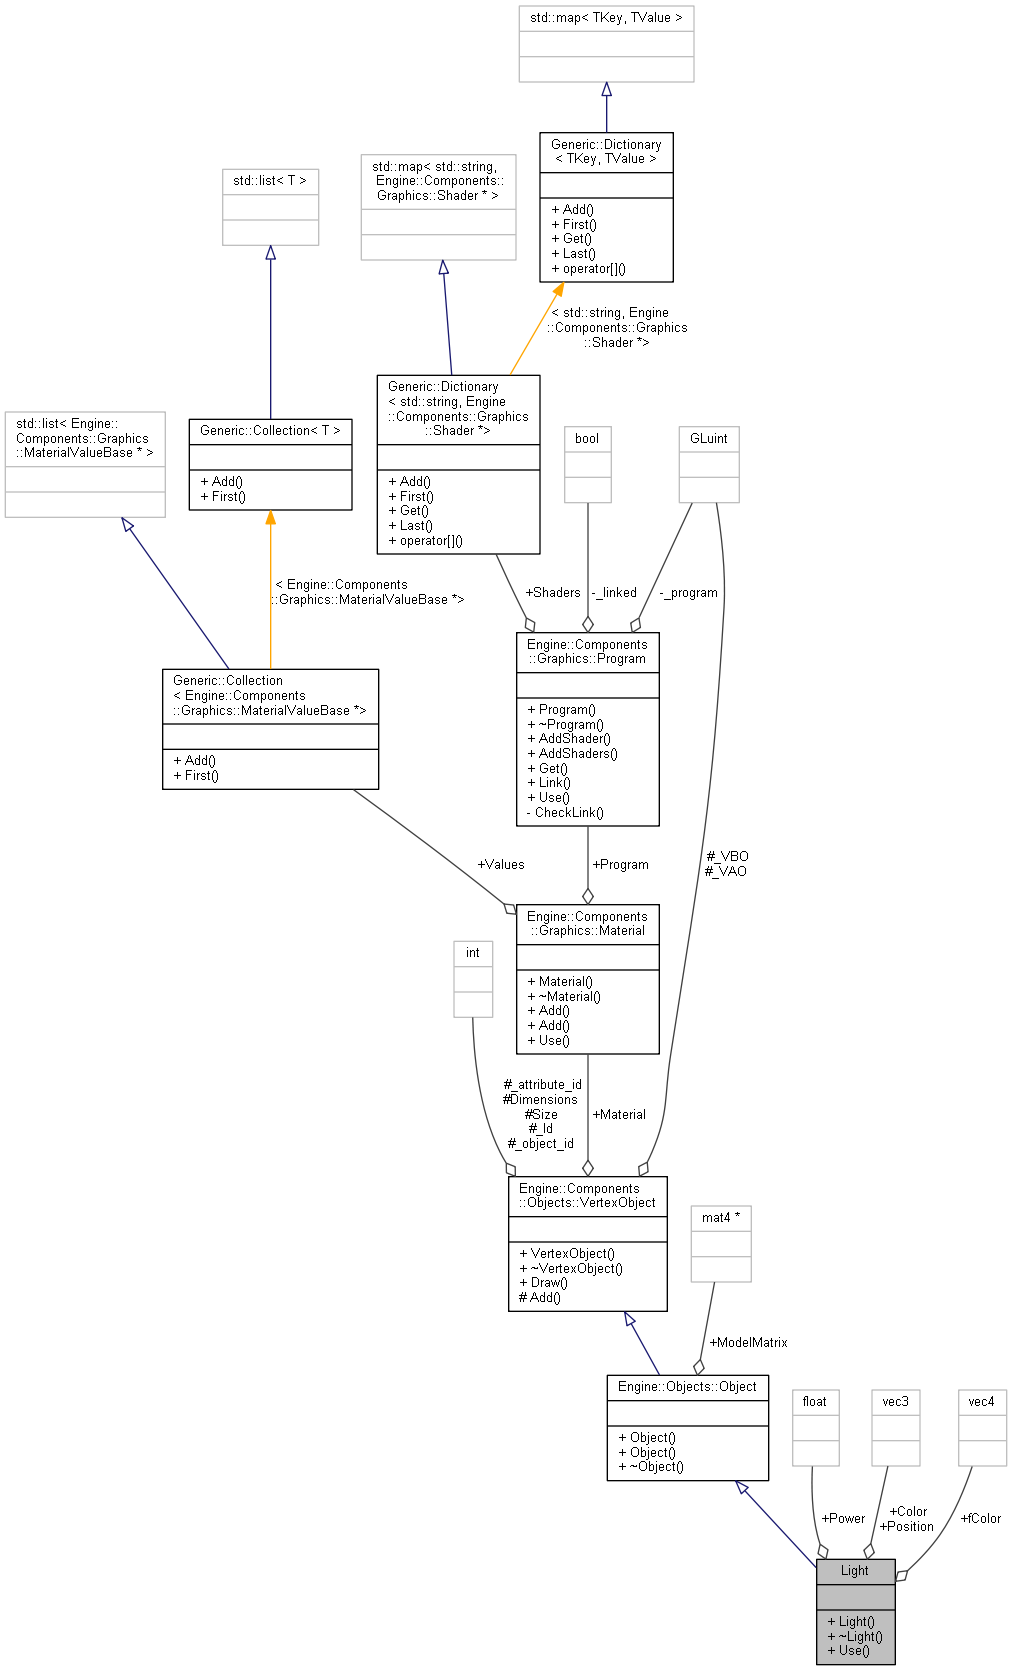 std::map< TKey, TValue >
Generic::Dictionary
< TKey, TValue >
+ Add()
+ First()
+ Get()
+ Last()
+ operator[]()
std::map< std::string,
Engine::Components::
Graphics::Shader * >
std::list< T >
< std::string, Engine
::Components::Graphics
::Shader *>
Generic::Dictionary
< std::string, Engine
::Components::Graphics
::Shader *>
+ Add()
+ First()
+ Get()
+ Last()
+ operator[]()
std::list< Engine::
Components::Graphics
::MaterialValueBase * >
Generic::Collection< T >
+ Add()
+ First()
bool
GLuint
< Engine::Components
::Graphics::MaterialValueBase *>
+Shaders
-_linked
-_program
Engine::Components
::Graphics::Program
+ Program()
+ ~Program()
+ AddShader()
+ AddShaders()
+ Get()
+ Link()
+ Use()
- CheckLink()
Generic::Collection
< Engine::Components
::Graphics::MaterialValueBase *>
+ Add()
+ First()
+Values
+Program
#_VBO
#_VAO
Engine::Components
::Graphics::Material
+ Material()
+ ~Material()
+ Add()
+ Add()
+ Use()
int
#_attribute_id
#Dimensions
#Size
#_Id
#_object_id
+Material
Engine::Components
::Objects::VertexObject
+ VertexObject()
+ ~VertexObject()
+ Draw()
# Add()
mat4 *
+ModelMatrix
Engine::Objects::Object
+ Object()
+ Object()
+ ~Object()
float
vec3
vec4
+Power
+Color
+Position
+fColor
Light
+ Light()
+ ~Light()
+ Use()